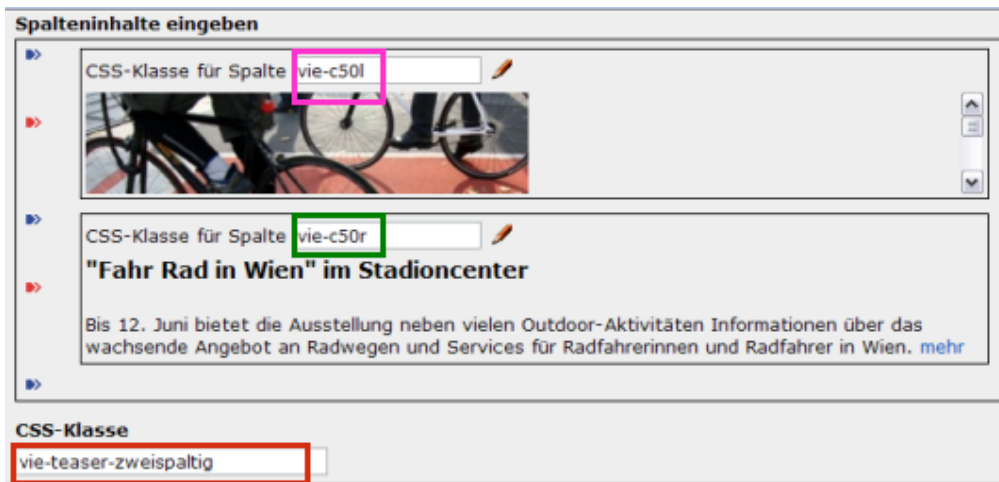 Spalteninhalte eingeben
CSS-Klasse für Spalte vie-c50l
CSS-Klasse für Spalte vie-c50r
"Fahr Rad in Wien" im Stadioncenter
Bis 12. Juni bietet die Ausstellung neben vielen Outdoor-Aktivitäten Informationen über das
wachsende Angebot an Radwegen und Services für Radfahrerinnen und Radfahrer in Wien. mehr
CSS-Klasse
vie-teaser-zweispaltig